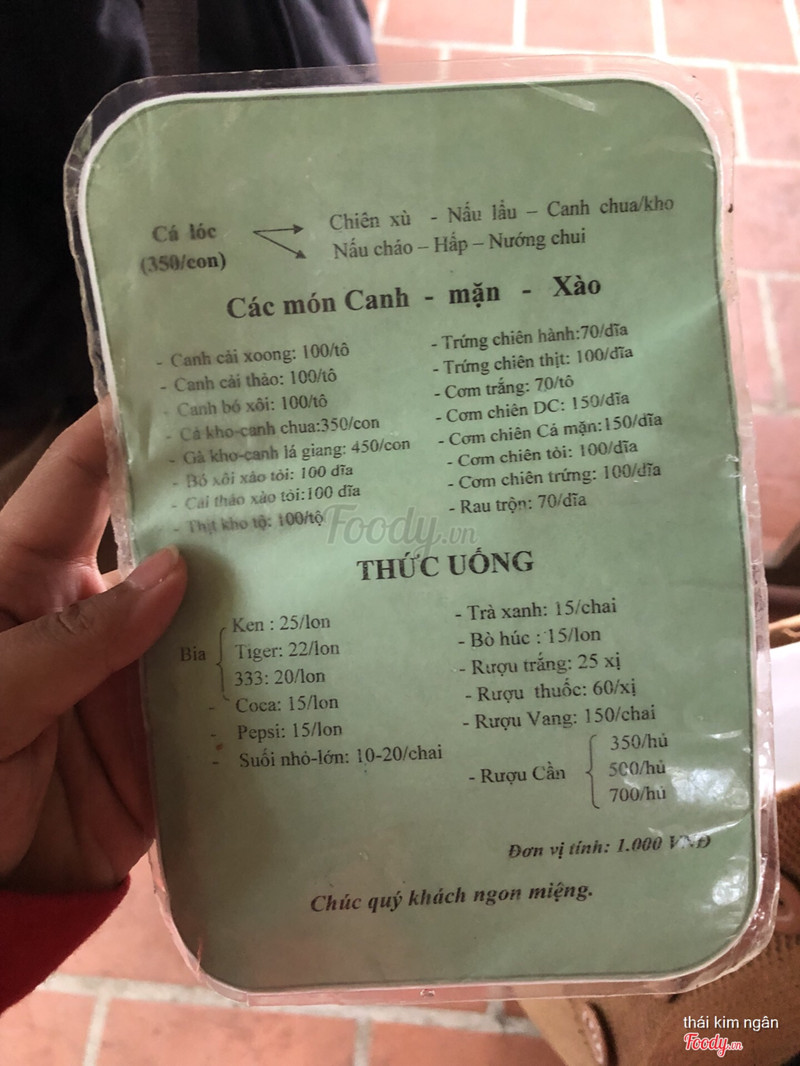 Cá lóc
(350/con)
Chiên xù - Nấu lẩu – Canh chua/kho
Nấu cháo – Hấp – Nướng chui
Các món Canh - mặn - Xào
- Canh cải xoong: 100/tô
- Canh cải thảo: 100/tô
- Canh bó xôi: 100/tô
- Cá kho-canh chua:350/con
- Gà kho-canh lá giang: 450/con
- Bó xôi xào tỏi: 100 dĩa
- Cải thảo xào tỏi:100 dĩa
- Thịt kho tộ: 100/tộ
- Trứng chiên hành:70/dĩa
- Trứng chiên thịt: 100/dĩa
- Cơm trắng: 70/tô
- Cơm chiên DC: 150/dĩa
- Cơm chiên Cá mặn:150/dĩa
- Cơm chiên tỏi: 100/dĩa
- Cơm chiên trứng: 100/dĩa
- Rau trộn: 70/dĩa
Foody.vn
THỨC UỐNG
Bia
Ken : 25/lon
Tiger: 22/lon
333: 20/lon
- Coca: 15/lon
- Pepsi: 15/lon
- Suối nhỏ-lớn: 10-20/chai
- Trà xanh: 15/chai
- Bò húc : 15/lon
- Rượu trắng: 25 xị
- Rượu thuốc: 60/xị
- Rượu Vang: 150/chai
- Rượu Cần
350/hủ
500/hủ
700/hủ
Đơn vị tính: 1.000 VNĐ
Chúc quý khách ngon miệng.
thái kim ngân
Foody.vn